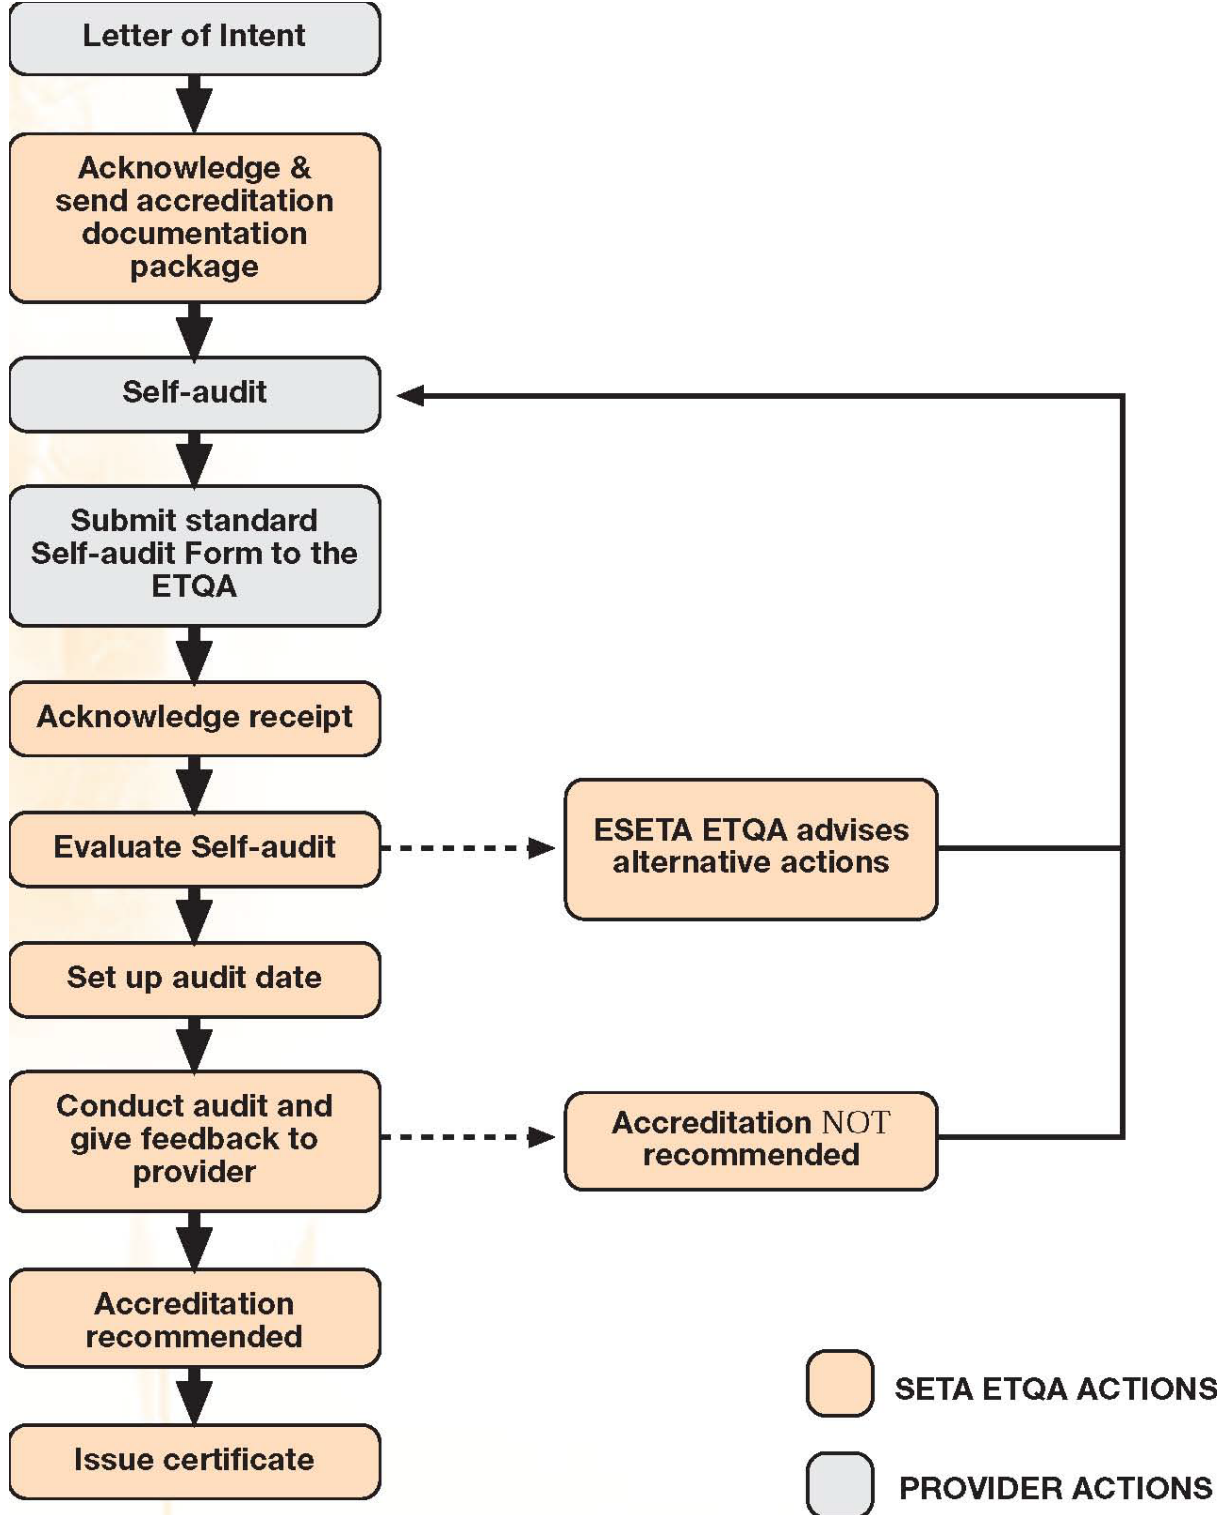 Letter of Intent
Acknowledge &
send accreditation
documentation
package
Self-audit
Submit standard
Self-audit Form to the
ETQA
Acknowledge receipt
Evaluate Self-audit
ESETA ETQA advises
alternative actions
Set up audit date
Conduct audit and
give feedback to
provider
Accreditation NOT
recommended
Accreditation
recommended
Issue certificate
SETA ETQA ACTIONS
PROVIDER ACTIONS